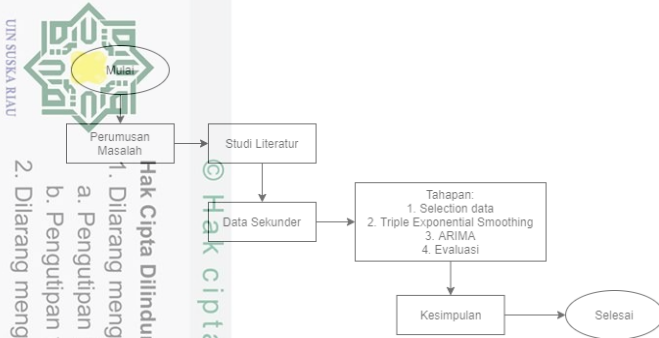 UIN SUSKA RIAU
Mulai
Perumusan
Masalah
Studi Literatur
Data Sekunder
Tahapan:
1. Selection data
2. Triple Exponential Smoothing
3. ARIMA
4. Evaluasi
Kesimpulan
Selesai
© Hak cipta
Hak Cipta Dilindun
1. Dilarang meng
a. Pengutipan
b. Pengutipan
2. Dilarang meng